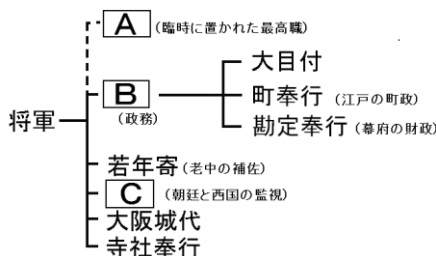 A (臨時に置かれた最高職)
大目付
B
町奉行(江戸の町政)
(政務)
将軍
勘定奉行(幕府の財政)
若年寄(老中の補佐)
C (朝廷と西国の監視)
大阪城代
寺社奉行